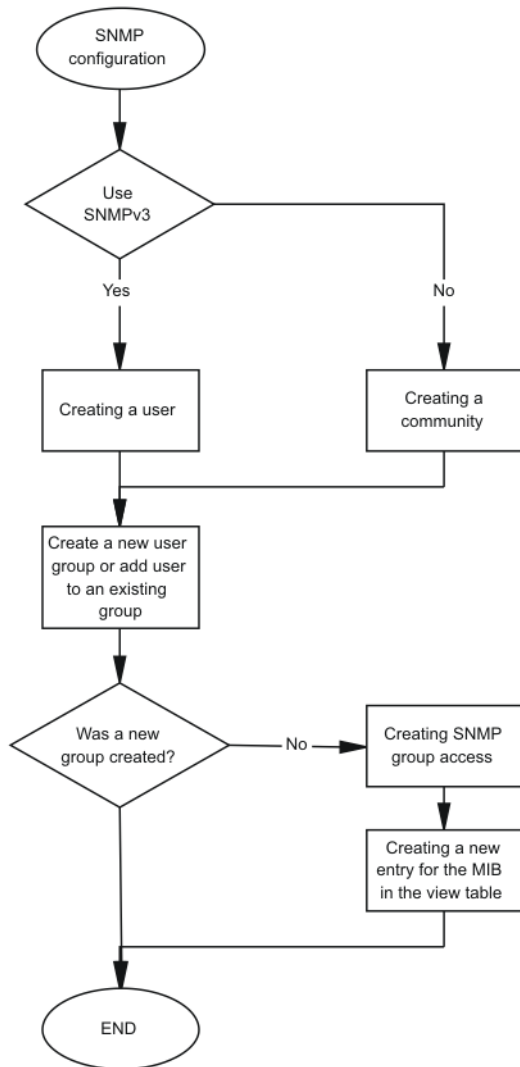 SNMP
configuration
Use
SNMPv3
Yes
No
Creating a user
Creating a
community
Create a new user
group or add user
to an existing
group
Was a new
group created?
No
Creating SNMP
group access
Creating a new
entry for the MIB
in the view table
END